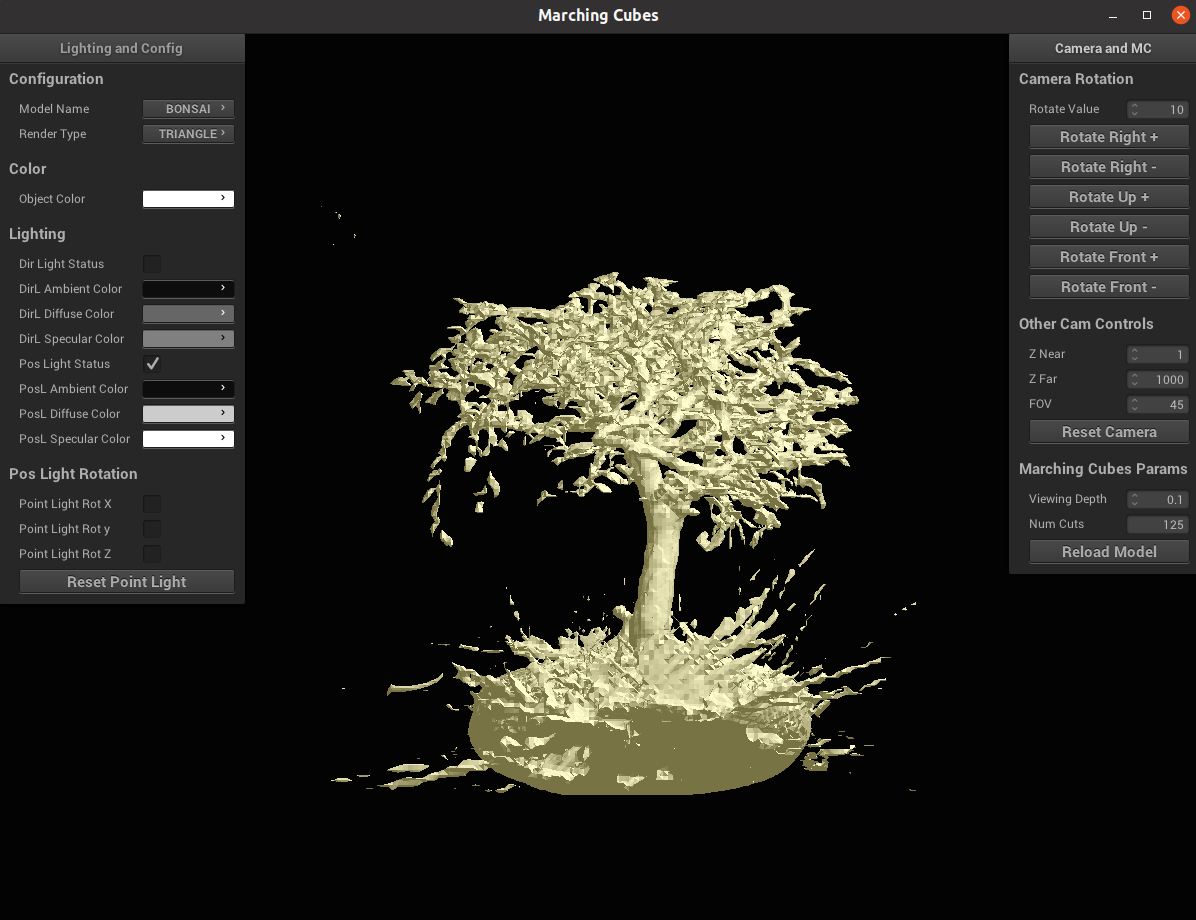 Marching Cubes
Lighting and Config
Configuration
Model Name BONSAI
Render Type TRIANGLE
Color
Object Color
Lighting
Dir Light Status
DirL Ambient Color
DirL Diffuse Color
DirL Specular Color
Pos Light Status
PosL Ambient Color
PosL Diffuse Color
PosL Specular Color
Pos Light Rotation
Point Light Rot X
Point Light Rot y
Point Light Rot Z
Reset Point Light
Camera and MC
Camera Rotation
Rotate Value 10
Rotate Right +
Rotate Right -
Rotate Up +
Rotate Up -
Rotate Front +
Rotate Front -
Other Cam Controls
Z Near 1
Z Far 1000
FOV 45
Reset Camera
Marching Cubes Params
Viewing Depth 0.1
Num Cuts 125
Reload Model